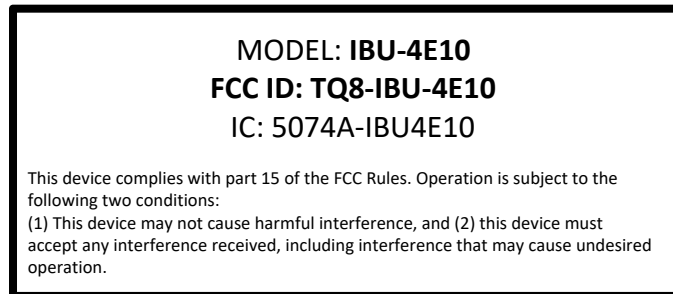 MODEL: IBU-4E10
FCC ID: TQ8-IBU-4E10
IC: 5074A-IBU4E10
This device complies with part 15 of the FCC Rules. Operation is subject to the
following two conditions:
(1) This device may not cause harmful interference, and (2) this device must
accept any interference received, including interference that may cause undesired
operation.